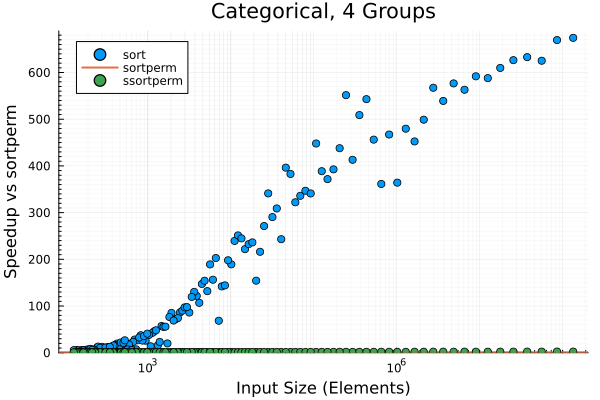 Categorical, 4 Groups
Speedup vs sortperm
600
500
400
300
200
100
0
sort
sortperm
ssortperm
10³
10⁶
Input Size (Elements)